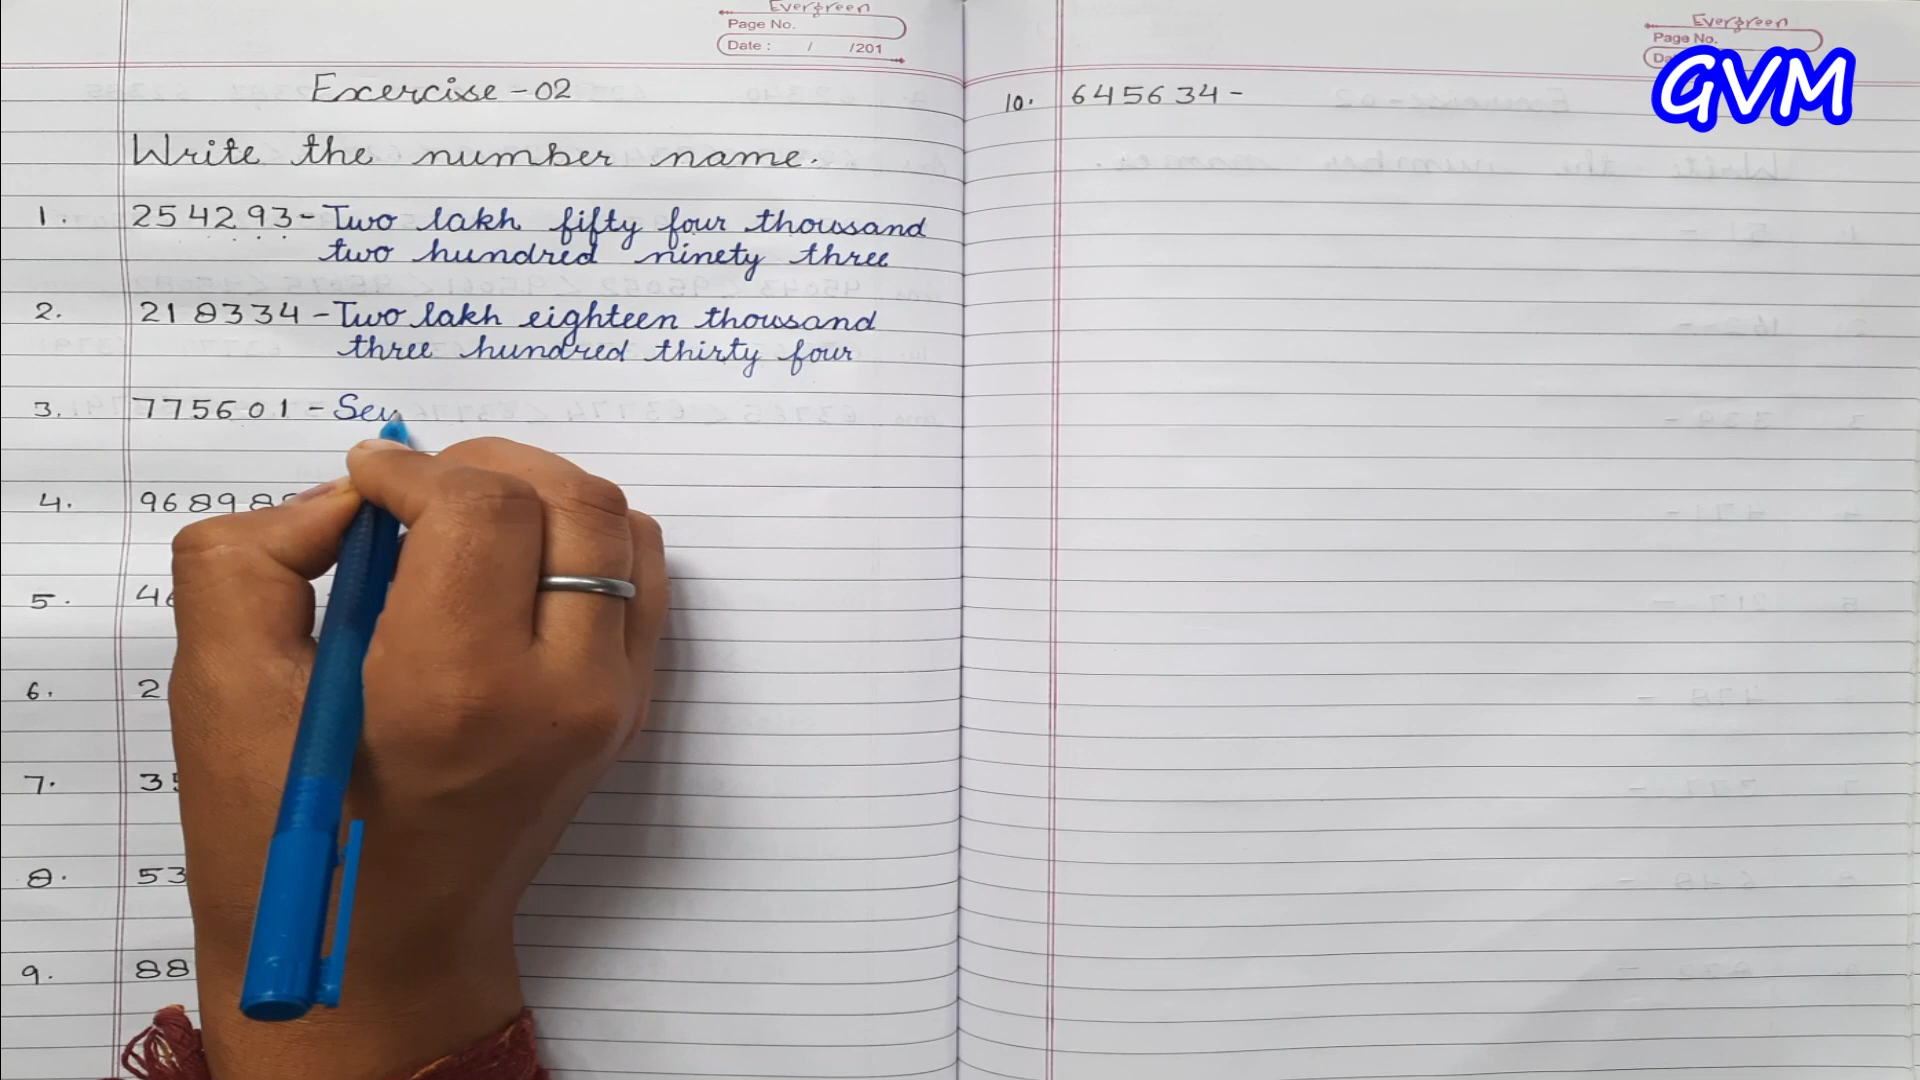 Evergreen
Page No.
Date : / /201
Excercise - 02
Write the number name.
1. 254293 - Two lakh fifty four thousand
two hundred ninety three
2. 218334 - Two lakh eighteen thousand
three hundred thirty four
3. 775601 - Sev
4. 96898
5. 4
6. 2
7. 35
8. 53
9. 88
Evergreen
Page No.
GVM
10. 645634 -